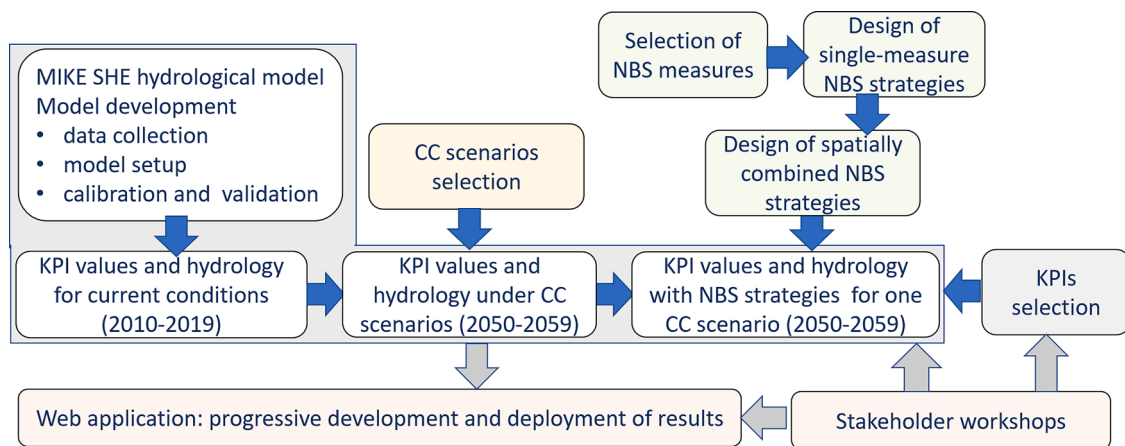 MIKE SHE hydrological model
Model development
• data collection
• model setup
• calibration and validation
Selection of
NBS measures
Design of
single-measure
NBS strategies
CC scenarios
selection
Design of spatially
combined NBS
strategies
KPI values and hydrology
for current conditions
(2010-2019)
KPI values and
hydrology under CC
scenarios (2050-2059)
KPI values and hydrology
with NBS strategies for one
CC scenario (2050-2059)
KPIs
selection
Web application: progressive development and deployment of results
Stakeholder workshops